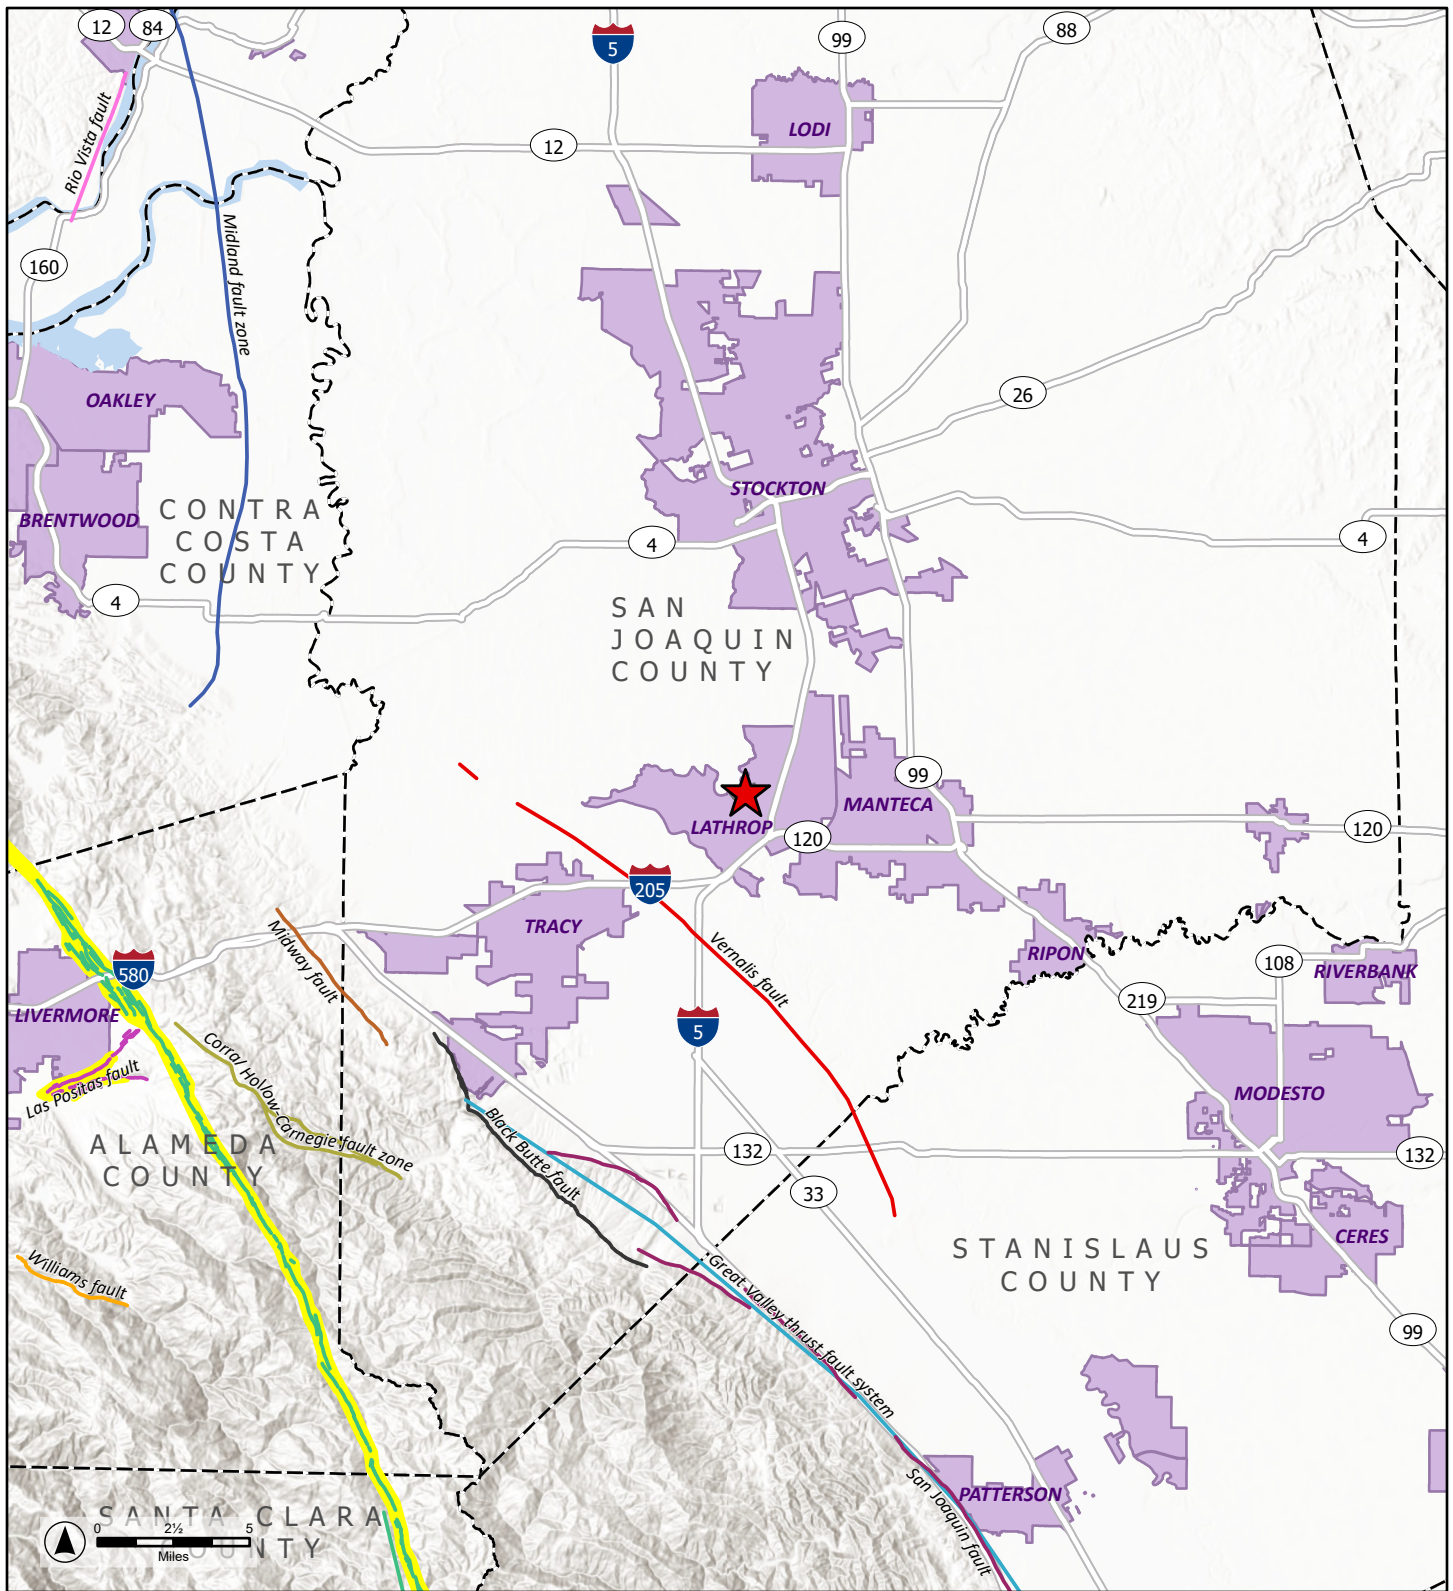 12
84
5
99
88
LODI
12
Rio Vista fault
Midland fault zone
160
OAKLEY
26
BRENTWOOD
CONTRA
COSTA
COUNTY
STOCKTON
4
4
4
SAN
JOAQUIN
COUNTY
99
MANTECA
LATHROP
120
120
205
TRACY
Vernalis fault
Midway fault
RIPON
108
RIVERBANK
580
LIVERMORE
219
5
Corral Hollow-Carnegie fault zone
Las Positas fault
MODESTO
Black Butte fault
ALAMEDA
COUNTY
132
132
33
CERES
Williams fault
STANISLAUS
COUNTY
Great Valley thrust fault system
99
San Joaquin fault
PATTERSON
SANTA CLARA
COUNTY
0 2½ 5
Miles